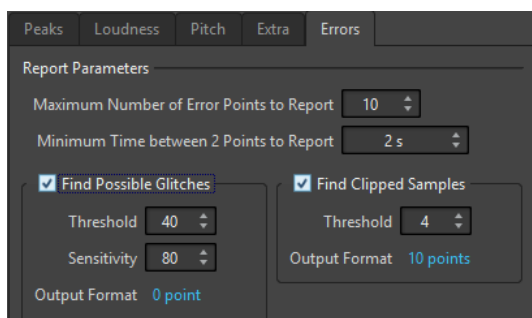 Peaks Loudness Pitch Extra Errors
Report Parameters
Maximum Number of Error Points to Report 10
Minimum Time between 2 Points to Report 2 s
Find Possible Glitches
Threshold 40
Sensitivity 80
Output Format 0 point
Find Clipped Samples
Threshold 4
Output Format 10 points